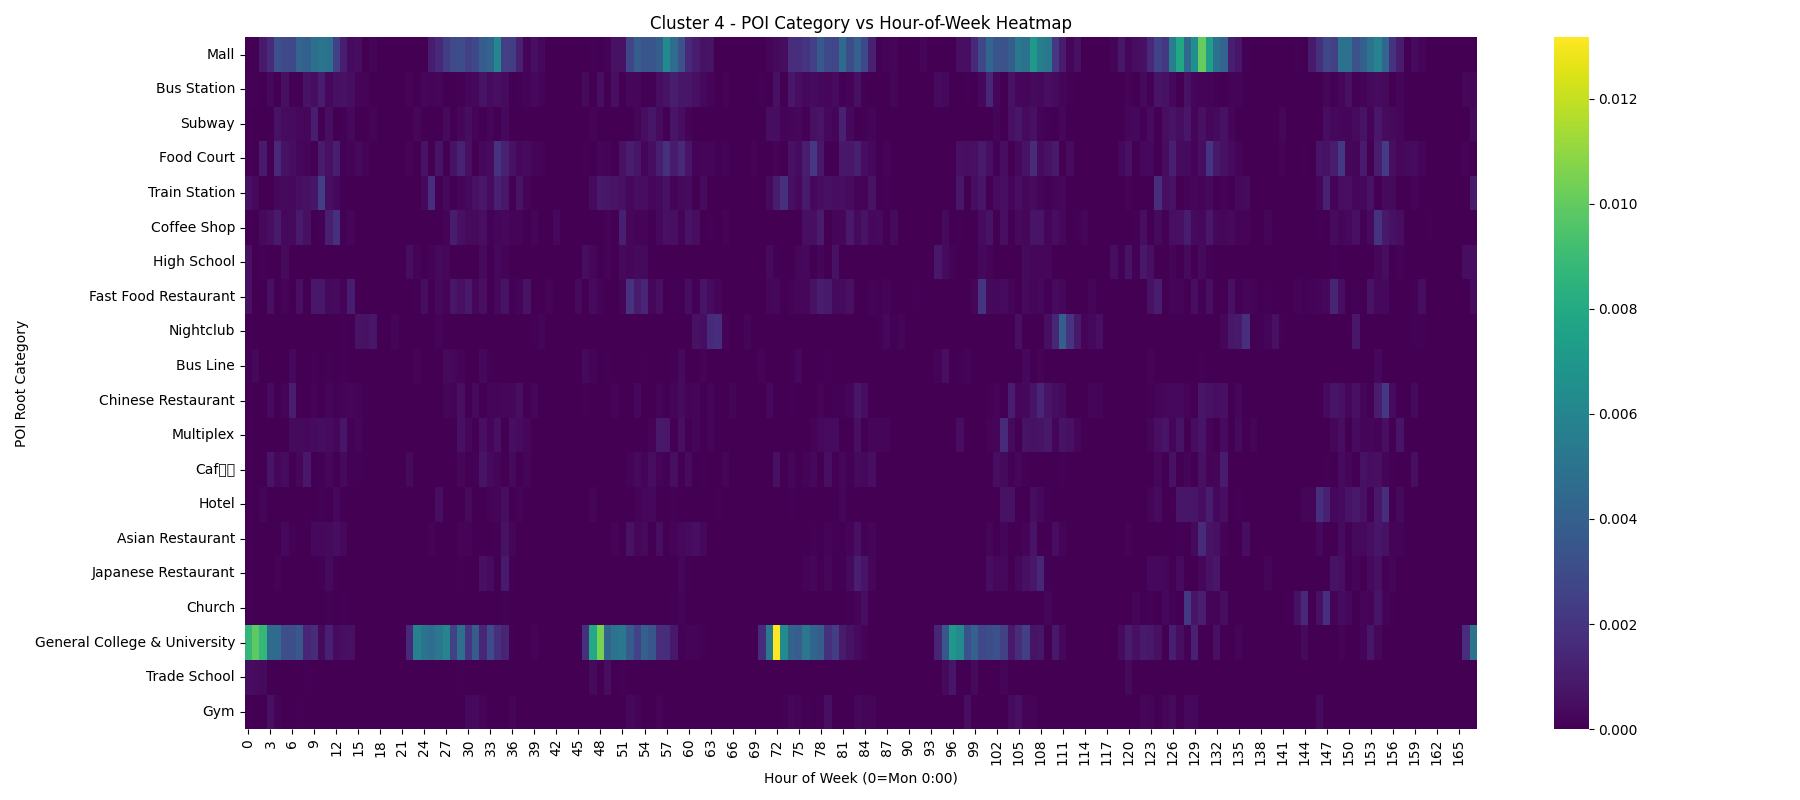 Cluster 4 - POI Category vs Hour-of-Week Heatmap
POI Root Category
Mall
Bus Station
Subway
Food Court
Train Station
Coffee Shop
High School
Fast Food Restaurant
Nightclub
Bus Line
Chinese Restaurant
Multiplex
Caf▯▯
Hotel
Asian Restaurant
Japanese Restaurant
Church
General College & University
Trade School
Gym
0 3 6 9 12 15 18 21 24 27 30 33 36 39 42 45 48 51 54 57 60 63 66 69 72 75 78 81 84 87 90 93 96 99 102 105 108 111 114 117 120 123 126 129 132 135 138 141 144 147 150 153 156 159 162 165
Hour of Week (0=Mon 0:00)
0.012
0.010
0.008
0.006
0.004
0.002
0.000